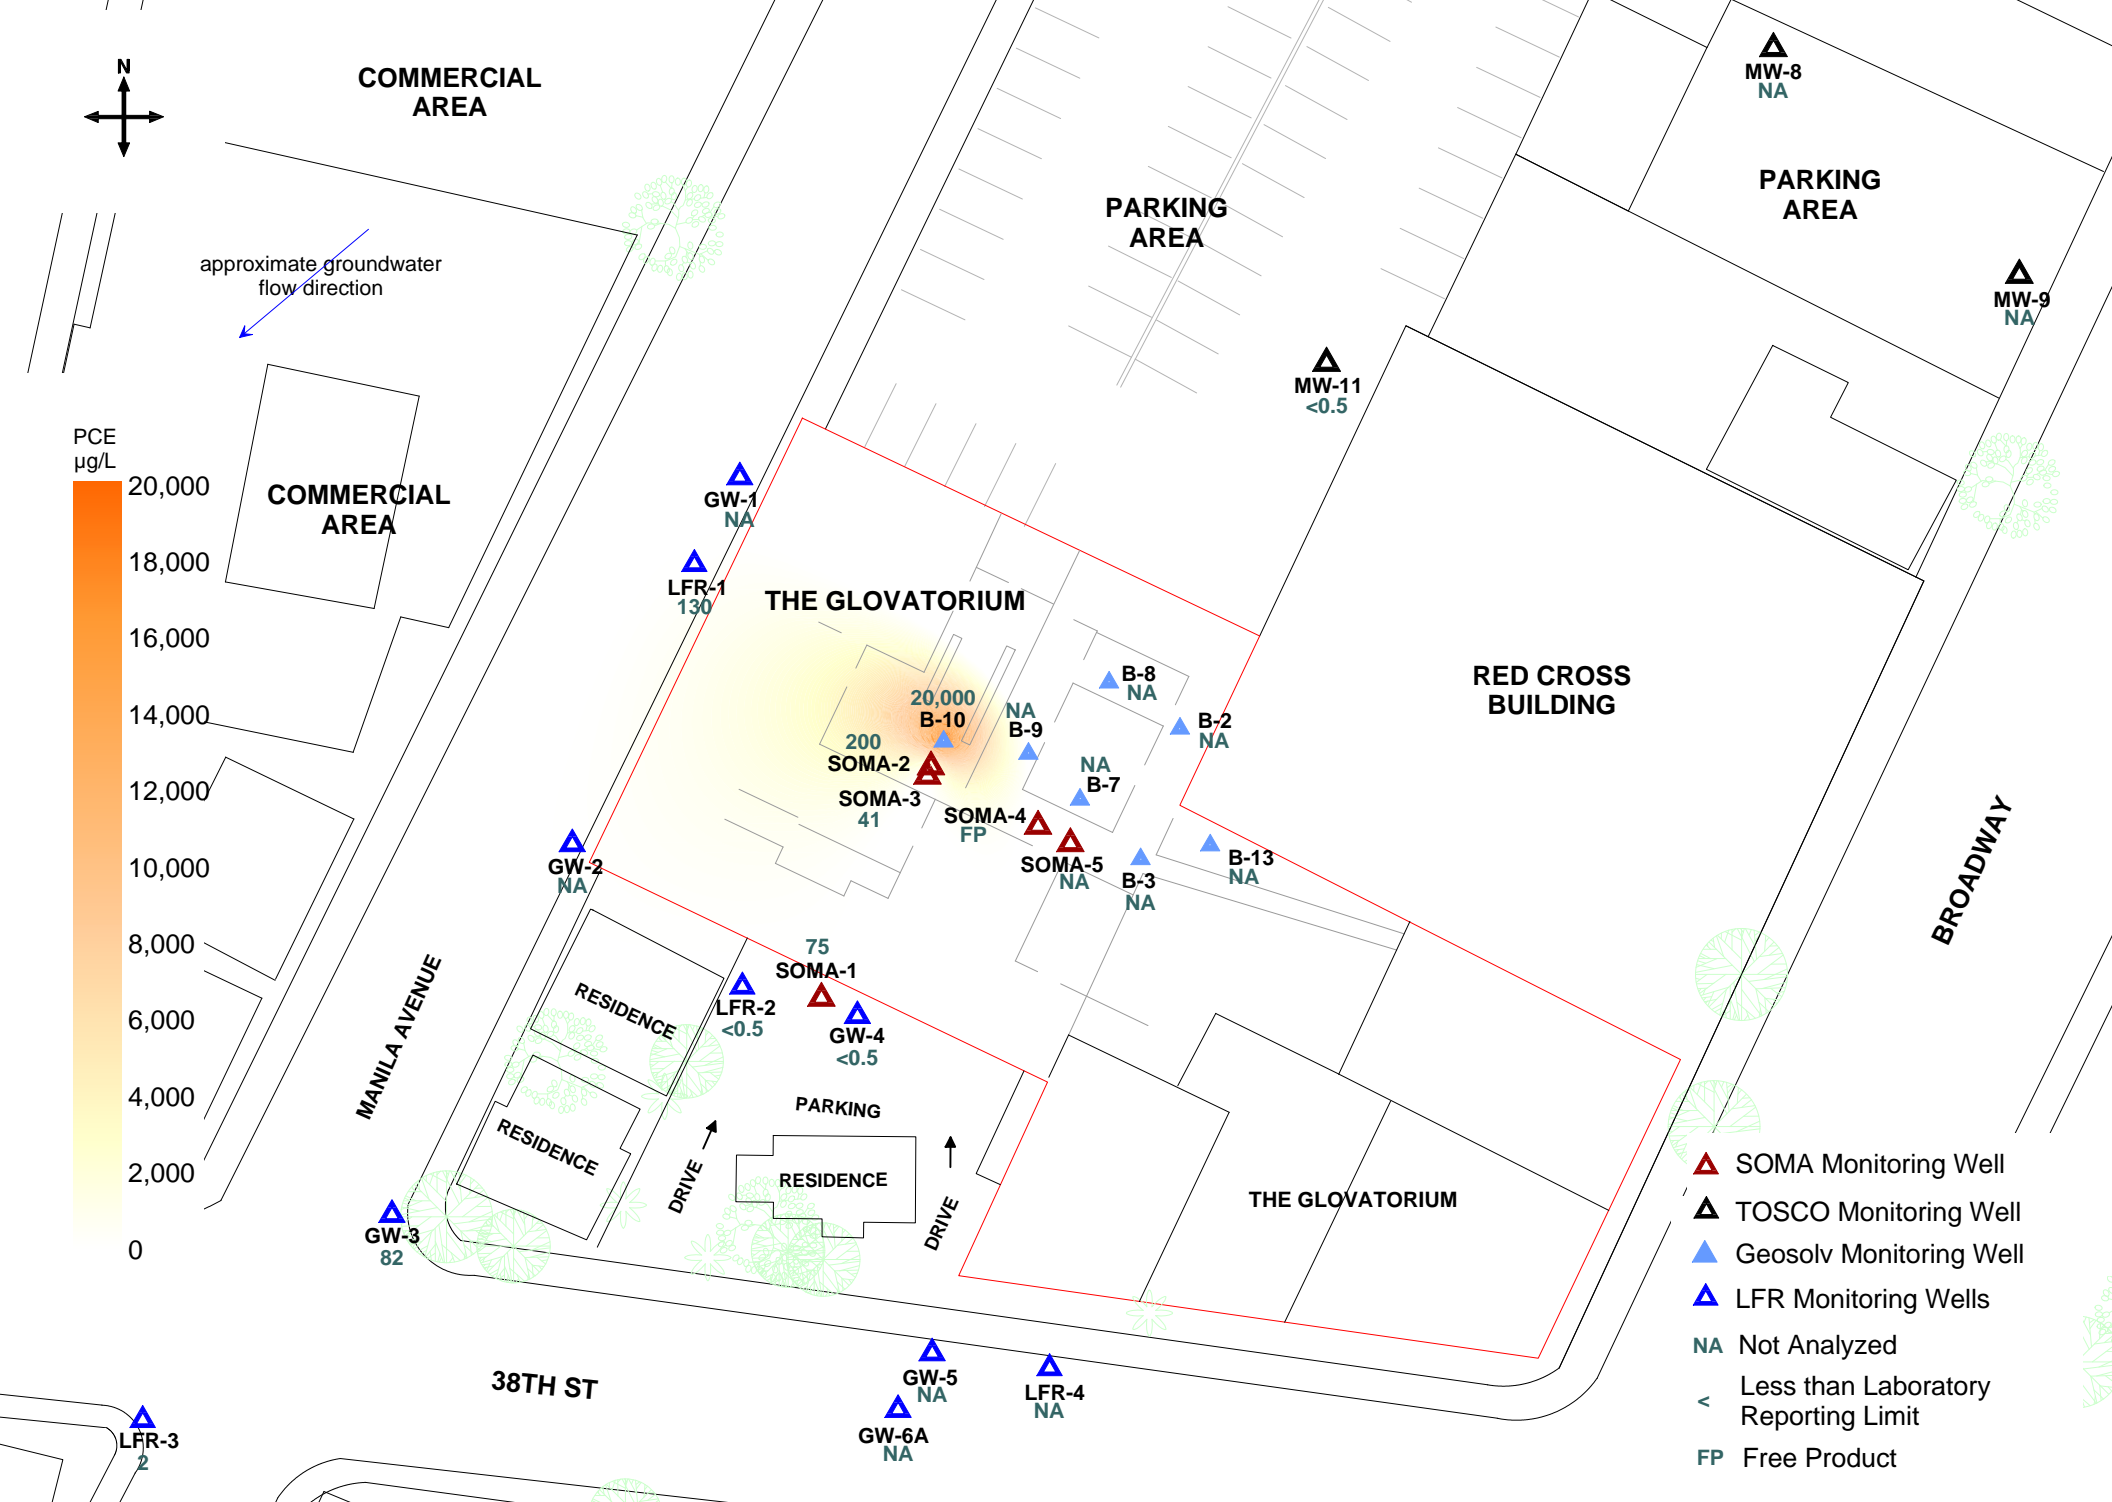 N
COMMERCIAL
AREA
MW-8
NA
PARKING
AREA
PARKING
AREA
approximate groundwater
flow direction
MW-9
NA
MW-11
<0.5
PCE
µg/L
20,000
18,000
16,000
14,000
12,000
10,000
8,000
6,000
4,000
2,000
0
COMMERCIAL
AREA
GW-1
NA
LFR-1
130
THE GLOVATORIUM
B-8
NA
RED CROSS
BUILDING
20,000
B-10
NA
B-9
B-2
NA
200
SOMA-2
NA
B-7
SOMA-3
41
SOMA-4
FP
SOMA-5
NA
B-3
NA
B-13
NA
GW-2
NA
BROADWAY
MANILA AVENUE
RESIDENCE
75
SOMA-1
LFR-2
<0.5
GW-4
<0.5
PARKING
RESIDENCE
DRIVE
RESIDENCE
DRIVE
THE GLOVATORIUM
GW-3
82
38TH ST
GW-5
NA
LFR-4
NA
GW-6A
NA
LFR-3
2
SOMA Monitoring Well
TOSCO Monitoring Well
Geosolv Monitoring Well
LFR Monitoring Wells
NA Not Analyzed
< Less than Laboratory
Reporting Limit
FP Free Product